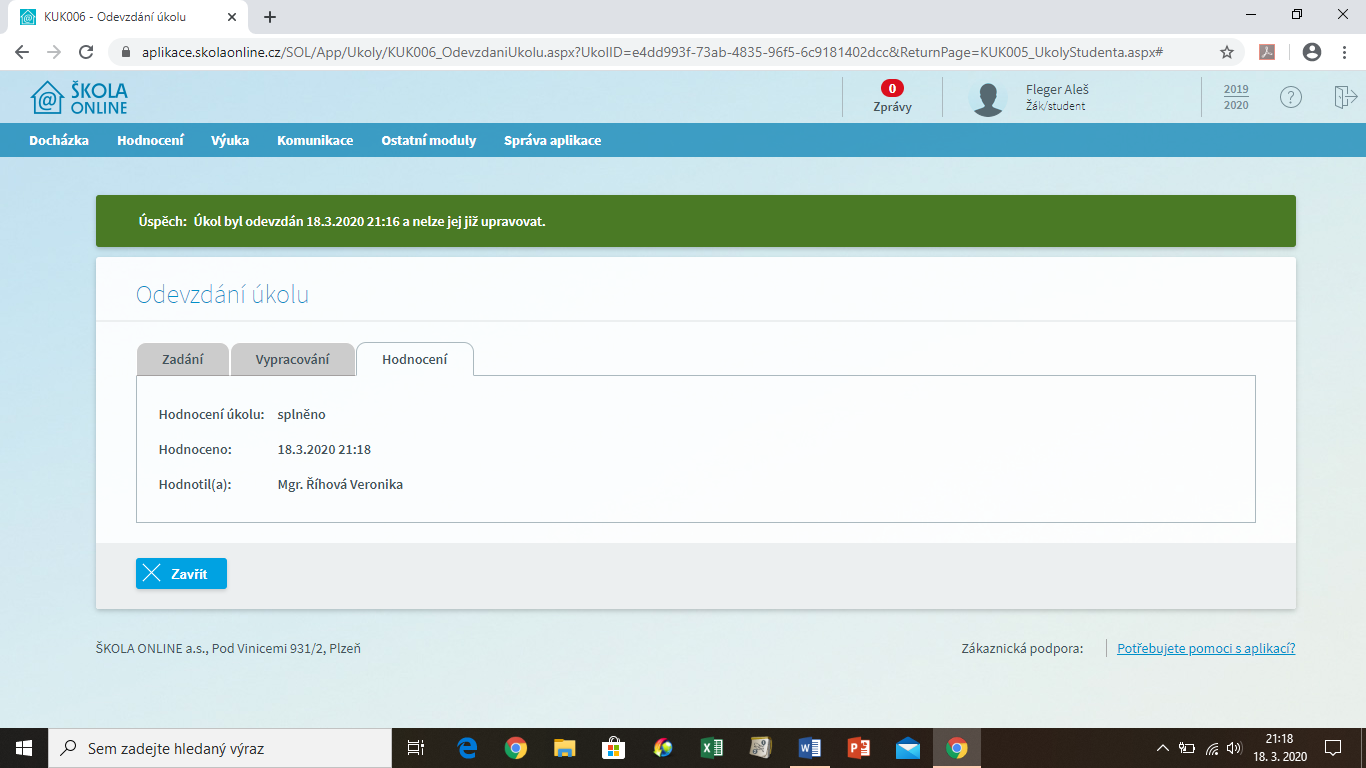 KUK006 - Odevzdání úkolu
aplikace.skolaonline.cz/SOL/App/Ukoly/KUK006_OdevzdaniUkolu.aspx?UkolID=e4dd993f-73ab-4835-96f5-6c9181402dcc&ReturnPage=KUK005_UkolyStudenta.aspx#
ŠKOLA
ONLINE
0
Zprávy
Fleger Aleš
Žák/student
2019
2020
Docházka Hodnocení Výuka Komunikace Ostatní moduly Správa aplikace
Úspěch: Úkol byl odevzdán 18.3.2020 21:16 a nelze jej již upravovat.
Odevzdání úkolu
Zadání Vypracování Hodnocení
Hodnocení úkolu: splněno
Hodnoceno: 18.3.2020 21:18
Hodnotil(a): Mgr. Říhová Veronika
Zavřít
ŠKOLA ONLINE a.s., Pod Vinicemi 931/2, Plzeň
Zákaznická podpora: Potřebujete pomoci s aplikací?
Sem zadejte hledaný výraz
21:18
18. 3. 2020